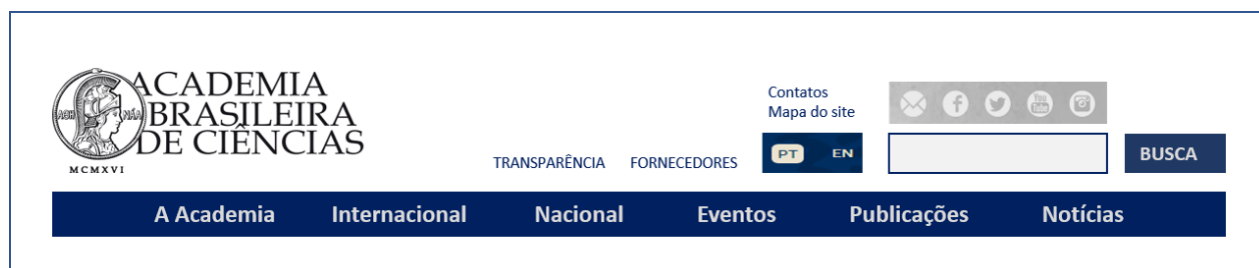 ACADEMIA
BRASILEIRA
DE CIÊNCIAS
MCMXVI
Contatos
Mapa do site
TRANSPARÊNCIA FORNECEDORES PT EN BUSCA
A Academia Internacional Nacional Eventos Publicações Notícias